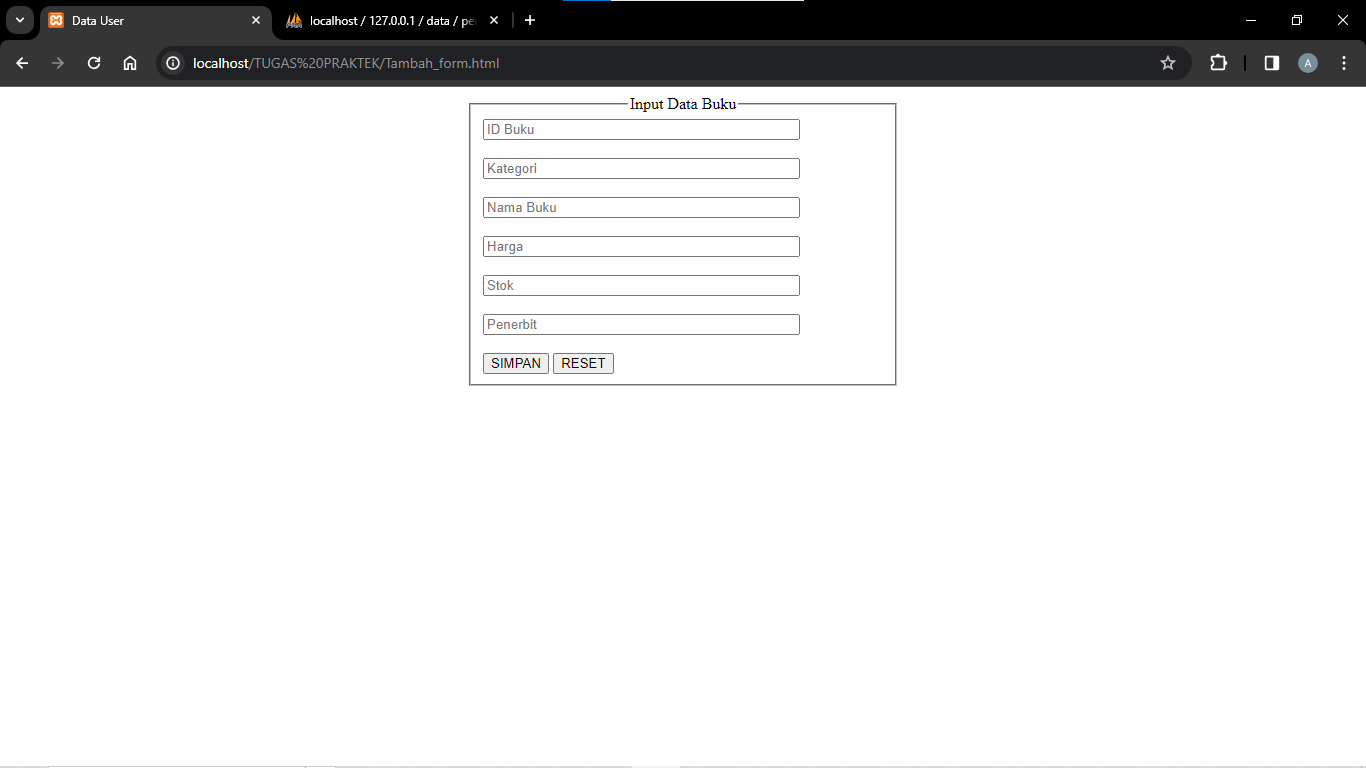 Data User
localhost / 127.0.0.1 / data / pe
localhost/TUGAS%20PRAKTEK/Tambah_form.html
A
Input Data Buku
ID Buku
Kategori
Nama Buku
Harga
Stok
Penerbit
SIMPAN RESET